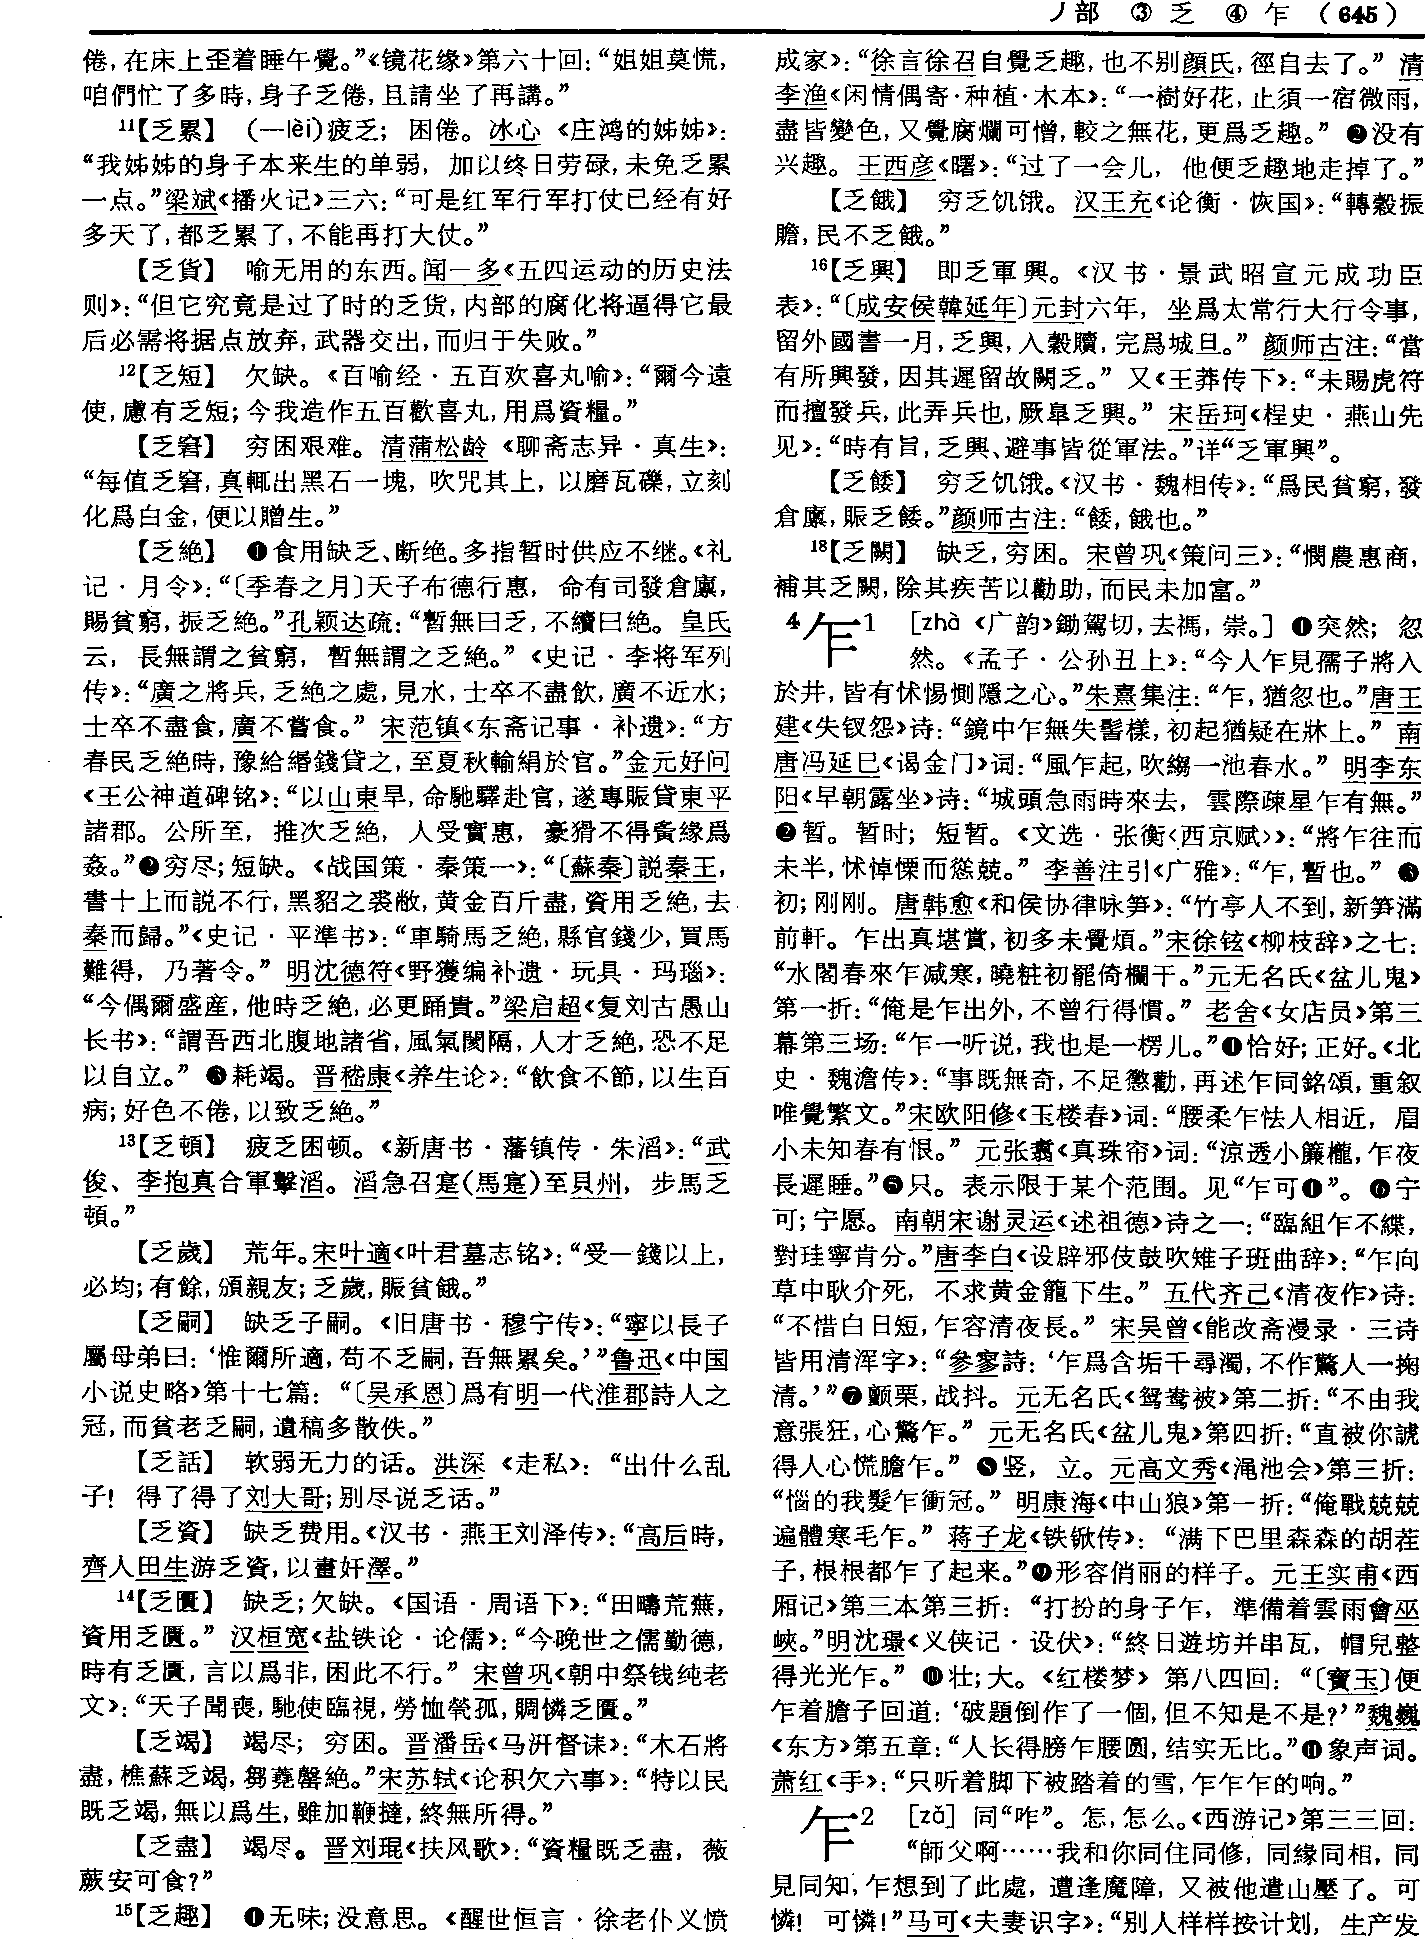 丿部 ③乏 ④乍 (645)
倦，在床上歪着睡午覺。”《镜花缘》第六十回：“姐姐莫慌，
咱們忙了多時，身子乏倦，且請坐了再講。”
11【乏累】 (—lèi)疲乏；困倦。冰心《庄鸿的姊姊》：
“我姊姊的身子本来生的单弱，加以终日劳碌，未免乏累
一点。”梁斌《播火记》三六：“可是红军行军打仗已经有好
多天了，都乏累了，不能再打大仗。”
【乏貨】 喻无用的东西。闻一多《五四运动的历史法
则》：“但它究竟是过了时的乏货，内部的腐化将逼得它最
后必需将据点放弃，武器交出，而归于失败。”
12【乏短】 欠缺。《百喻经·五百欢喜丸喻》：“爾今遠
使，慮有乏短；今我造作五百歡喜丸，用爲資糧。”
【乏窘】 穷困艰难。清蒲松龄《聊斋志异·真生》：
“每值乏窘，真輒出黑石一塊，吹咒其上，以磨瓦礫，立刻
化爲白金，便以贈生。”
【乏絶】 ❶食用缺乏、断绝。多指暂时供应不继。《礼
记·月令》：“〔季春之月〕天子布德行惠，命有司發倉廩，
賜貧窮，振乏絶。”孔颖达疏：“暫無曰乏，不續曰絶。皇氏
云，長無謂之貧窮，暫無謂之乏絶。”《史记·李将军列
传》：“廣之將兵，乏絶之處，見水，士卒不盡飲，廣不近水；
士卒不盡食，廣不嘗食。”宋范镇《东斋记事·补遗》：“方
春民乏絶時，豫給緡錢貸之，至夏秋輸絹於官。”金元好问
《王公神道碑铭》：“以山東旱，命馳驛赴官，遂專賑貸東平
諸郡。公所至，推次乏絶，人受實惠，豪猾不得夤緣爲
姦。”❷穷尽；短缺。《战国策·秦策一》：“〔蘇秦〕説秦王，
書十上而説不行，黑貂之裘敝，黄金百斤盡，資用乏絶，去
秦而歸。”《史记·平準书》：“車騎馬乏絶，縣官錢少，買馬
難得，乃著令。”明沈德符《野獲编补遗·玩具·玛瑙》：
“今偶爾盛産，他時乏絶，必更踊貴。”梁启超《复刘古愚山
长书》：“謂吾西北腹地諸省，風氣閡隔，人才乏絶，恐不足
以自立。”❸耗竭。晋嵇康《养生论》：“飲食不節，以生百
病；好色不倦，以致乏絶。”
13【乏頓】 疲乏困顿。《新唐书·藩镇传·朱滔》：“武
俊、李抱真合軍擊滔。滔急召寔(馬寔)至貝州，步馬乏
頓。”
【乏歲】 荒年。宋叶適《叶君墓志铭》：“受一錢以上，
必均；有餘，頒親友；乏歲，賑貧餓。”
【乏嗣】 缺乏子嗣。《旧唐书·穆宁传》：“寧以長子
屬母弟曰：‘惟爾所適，苟不乏嗣，吾無累矣。’”鲁迅《中国
小说史略》第十七篇：“〔吴承恩〕爲有明一代淮郡詩人之
冠，而貧老乏嗣，遺稿多散佚。”
【乏話】 软弱无力的话。洪深《走私》：“出什么乱
子！得了得了刘大哥；别尽说乏话。”
【乏資】 缺乏费用。《汉书·燕王刘泽传》：“高后時，
齊人田生游乏資，以畫奸澤。”
14【乏匱】 缺乏；欠缺。《国语·周语下》：“田疇荒蕪，
資用乏匱。”汉桓宽《盐铁论·论儒》：“今晚世之儒勤德，
時有乏匱，言以爲非，困此不行。”宋曾巩《朝中祭钱纯老
文》：“天子聞喪，馳使臨視，勞恤煢孤，賙憐乏匱。”
【乏竭】 竭尽；穷困。晋潘岳《马汧督诔》：“木石將
盡，樵蘇乏竭，芻蕘罄絶。”宋苏轼《论积欠六事》：“特以民
既乏竭，無以爲生，雖加鞭撻，終無所得。”
【乏盡】 竭尽。晋刘琨《扶风歌》：“資糧既乏盡，薇
蕨安可食？”
15【乏趣】 ❶无味；没意思。《醒世恒言·徐老仆义愤
成家》：“徐言徐召自覺乏趣，也不别顔氏，徑自去了。”清
李渔《闲情偶寄·种植·木本》：“一樹好花，止須一宿微雨，
盡皆變色，又覺腐爛可憎，較之無花，更爲乏趣。”❷没有
兴趣。王西彦《曙》：“过了一会儿，他便乏趣地走掉了。”
【乏餓】 穷乏饥饿。汉王充《论衡·恢国》：“轉穀振
贍，民不乏餓。”
16【乏興】 即乏軍興。《汉书·景武昭宣元成功臣
表》：“〔成安侯韓延年〕元封六年，坐爲太常行大行令事，
留外國書一月，乏興，入穀贖，完爲城旦。”颜师古注：“當
有所興發，因其遲留故闕乏。”又《王莽传下》：“未賜虎符
而擅發兵，此弄兵也，厥辠乏興。”宋岳珂《桯史·燕山先
见》：“時有旨，乏興、避事皆從軍法。”详“乏軍興”。
【乏餧】 穷乏饥饿。《汉书·魏相传》：“爲民貧窮，發
倉廩，賑乏餧。”颜师古注：“餧，餓也。”
18【乏闕】 缺乏，穷困。宋曾巩《策问三》：“憫農惠商，
補其乏闕，除其疾苦以勸助，而民未加富。”
4乍1 [zhà《广韵》鋤駕切，去禡，崇。] ❶突然；忽
然。《孟子·公孙丑上》：“今人乍見孺子將入
於井，皆有怵惕惻隱之心。”朱熹集注：“乍，猶忽也。”唐王
建《失钗怨》诗：“鏡中乍無失髻樣，初起猶疑在牀上。”南
唐冯延巳《谒金门》词：“風乍起，吹縐一池春水。”明李东
阳《早朝露坐》诗：“城頭急雨時來去，雲際疎星乍有無。”
❷暂。暂时；短暂。《文选·张衡〈西京赋〉》：“將乍往而
未半，怵悼慄而慫兢。”李善注引《广雅》：“乍，暫也。”❸
初；刚刚。唐韩愈《和侯协律咏笋》：“竹亭人不到，新笋滿
前軒。乍出真堪賞，初多未覺煩。”宋徐铉《柳枝辞》之七：
“水閣春來乍减寒，曉粧初罷倚欄干。”元无名氏《盆儿鬼》
第一折：“俺是乍出外，不曾行得慣。”老舍《女店员》第三
幕第三场：“乍一听说，我也是一楞儿。”❹恰好；正好。《北
史·魏澹传》：“事既無奇，不足懲勸，再述乍同銘頌，重叙
唯覺繁文。”宋欧阳修《玉楼春》词：“腰柔乍怯人相近，眉
小未知春有恨。”元张翥《真珠帘》词：“涼透小簾櫳，乍夜
長遲睡。”❺只。表示限于某个范围。见“乍可❶”。❻宁
可；宁愿。南朝宋谢灵运《述祖德》诗之一：“臨組乍不緤，
對珪寧肯分。”唐李白《设辟邪伎鼓吹雉子班曲辞》：“乍向
草中耿介死，不求黄金籠下生。”五代齐己《清夜作》诗：
“不惜白日短，乍容清夜長。”宋吴曾《能改斋漫录·三诗
皆用清浑字》：“參寥詩：‘乍爲含垢千尋濁，不作驚人一掬
清。’”❼颤栗，战抖。元无名氏《鸳鸯被》第二折：“不由我
意張狂，心驚乍。”元无名氏《盆儿鬼》第四折：“直被你諕
得人心慌膽乍。”❽竖，立。元高文秀《渑池会》第三折：
“惱的我髮乍衝冠。”明康海《中山狼》第一折：“俺戰兢兢
遍體寒毛乍。”蒋子龙《铁锨传》：“满下巴里森森的胡茬
子，根根都乍了起来。”❾形容俏丽的样子。元王实甫《西
厢记》第三本第三折：“打扮的身子乍，準備着雲雨會巫
峽。”明沈璟《义侠记·设伏》：“終日遊坊并串瓦，帽兒整
得光光乍。”❿壮；大。《红楼梦》第八四回：“〔寶玉〕便
乍着膽子回道：‘破題倒作了一個，但不知是不是？’”魏巍
《东方》第五章：“人长得膀乍腰圆，结实无比。”⓫象声词。
萧红《手》：“只听着脚下被踏着的雪，乍乍乍的响。”
乍2 [zǎ] 同“咋”。怎，怎么。《西游记》第三三回：
“師父啊……我和你同住同修，同緣同相，同
見同知，乍想到了此處，遭逢魔障，又被他遣山壓了。可
憐！可憐！”马可《夫妻识字》：“别人样样按计划，生产发